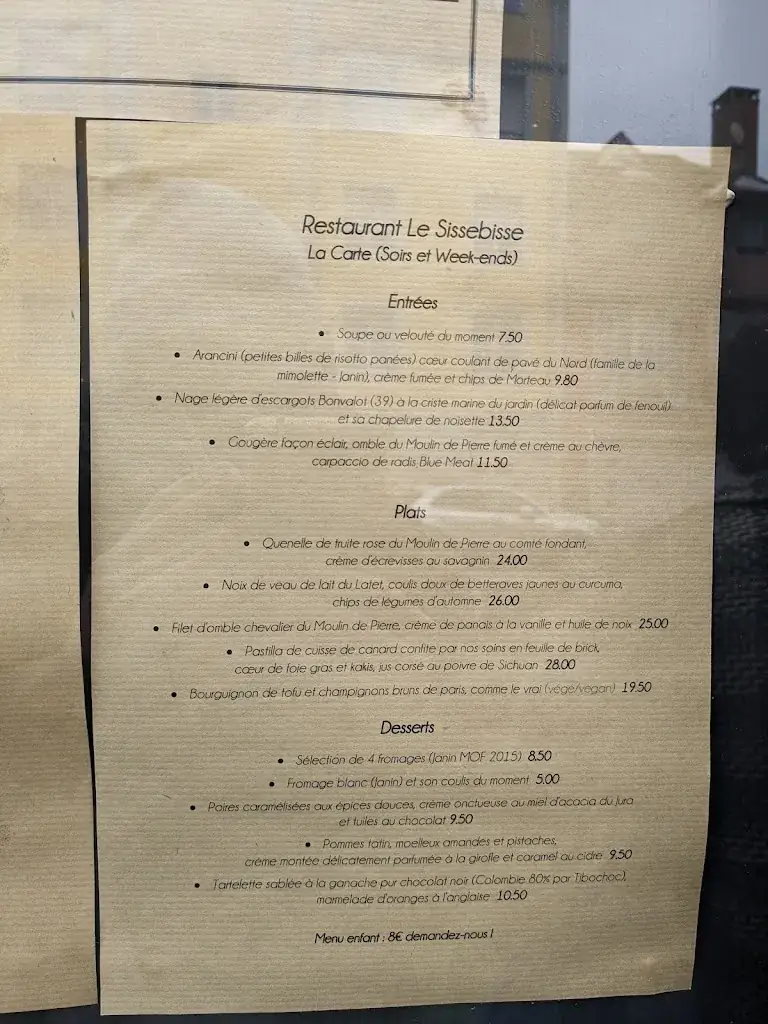 Restaurant Le Sissebisse
La Carte (Soirs et Week-ends)
Entrées
• Soupe ou velouté du moment 7.50
• Arancini (petites billes de risotto panées) cœur coulant de pavé du Nord (famille de la
mimolette - Janin), crème fumée et chips de Morteau 9.80
• Nage légère d'escargots Bonvalot (39) à la criste marine du jardin (délicat parfum de fenouil)
et sa chapelure de noisette 13.50
• Gougère façon éclair, omble du Moulin de Pierre fumé et crème au chèvre,
carpaccio de radis Blue Meat 11.50
Plats
• Quenelle de truite rose du Moulin de Pierre au comté fondant,
crème d'écrevisses au savagnin 24.00
• Noix de veau de lait du Latet, coulis doux de betteraves jaunes au curcuma,
chips de légumes d'automne 26.00
• Filet d'omble chevalier du Moulin de Pierre, crème de panais à la vanille et huile de noix 25.00
• Pastilla de cuisse de canard confite par nos soins en feuille de brick,
cœur de foie gras et kakis, jus corsé au poivre de Sichuan 28.00
• Bourguignon de tofu et champignons bruns de paris, comme le vrai (végé/vegan) 19.50
Desserts
• Sélection de 4 fromages (Janin MOF 2015) 8.50
• Fromage blanc (Janin) et son coulis du moment 5.00
• Poires caramélisées aux épices douces, crème onctueuse au miel d'acacia du Jura
et tuiles au chocolat 9.50
• Pommes tatin, moelleux amandes et pistaches,
crème montée délicatement parfumée à la girofle et caramel au cidre 9.50
• Tartelette sablée à la ganache pur chocolat noir (Colombie 80% par Tibochoc),
marmelade d'oranges à l'anglaise 10.50
Menu enfant : 8€ demandez-nous !